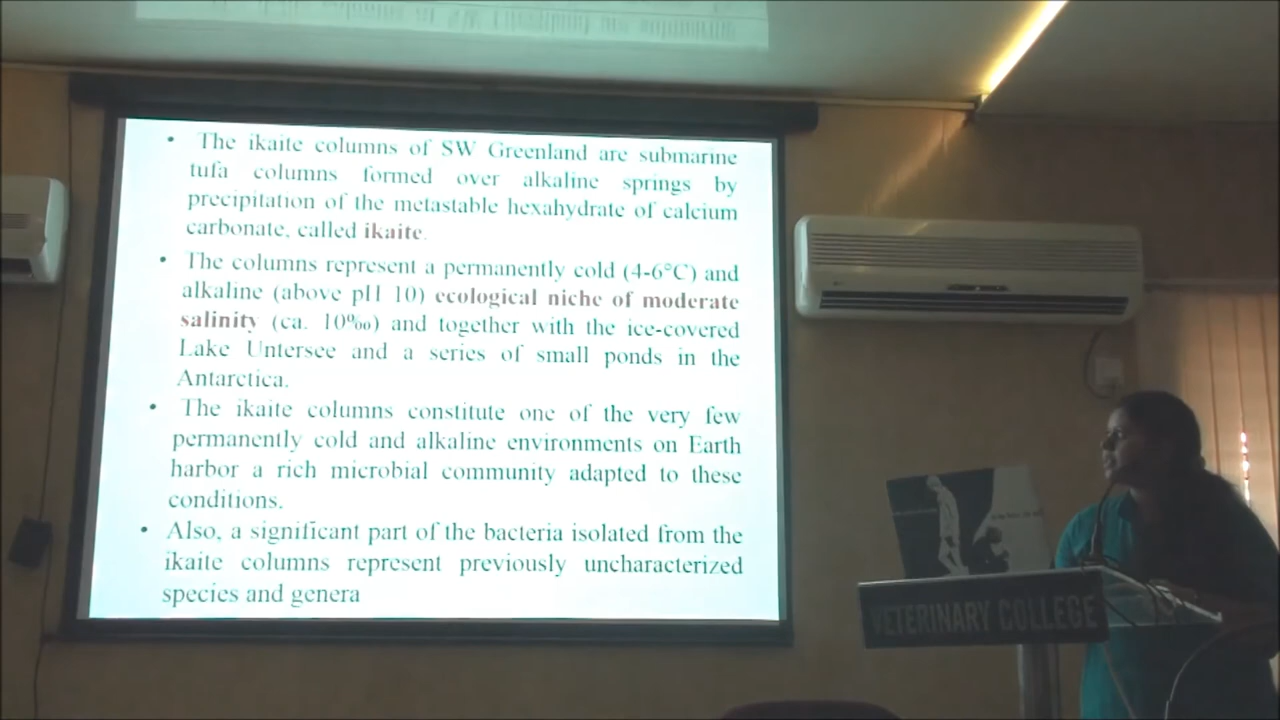 • The ikaite columns of SW Greenland are submarine
tufa columns formed over alkaline springs by
precipitation of the metastable hexahydrate of calcium
carbonate, called ikaite.
• The columns represent a permanently cold (4-6°C) and
alkaline (above pH 10) ecological niche of moderate
salinity (ca. 10‰) and together with the ice-covered
Lake Untersee and a series of small ponds in the
Antarctica.
• The ikaite columns constitute one of the very few
permanently cold and alkaline environments on Earth
harbor a rich microbial community adapted to these
conditions.
• Also, a significant part of the bacteria isolated from the
ikaite columns represent previously uncharacterized
species and genera
VETERINARY COLLEGE